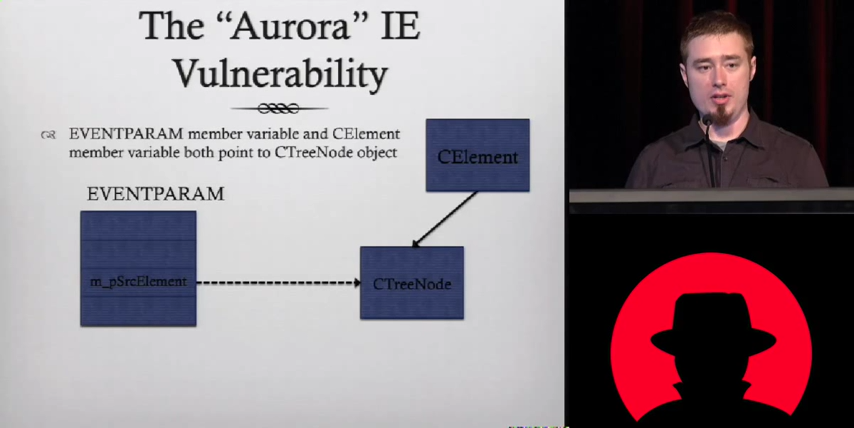 The “Aurora” IE
Vulnerability
EVENTPARAM member variable and CElement
member variable both point to CTreeNode object
CElement
EVENTPARAM
m_pSrcElement
CTreeNode